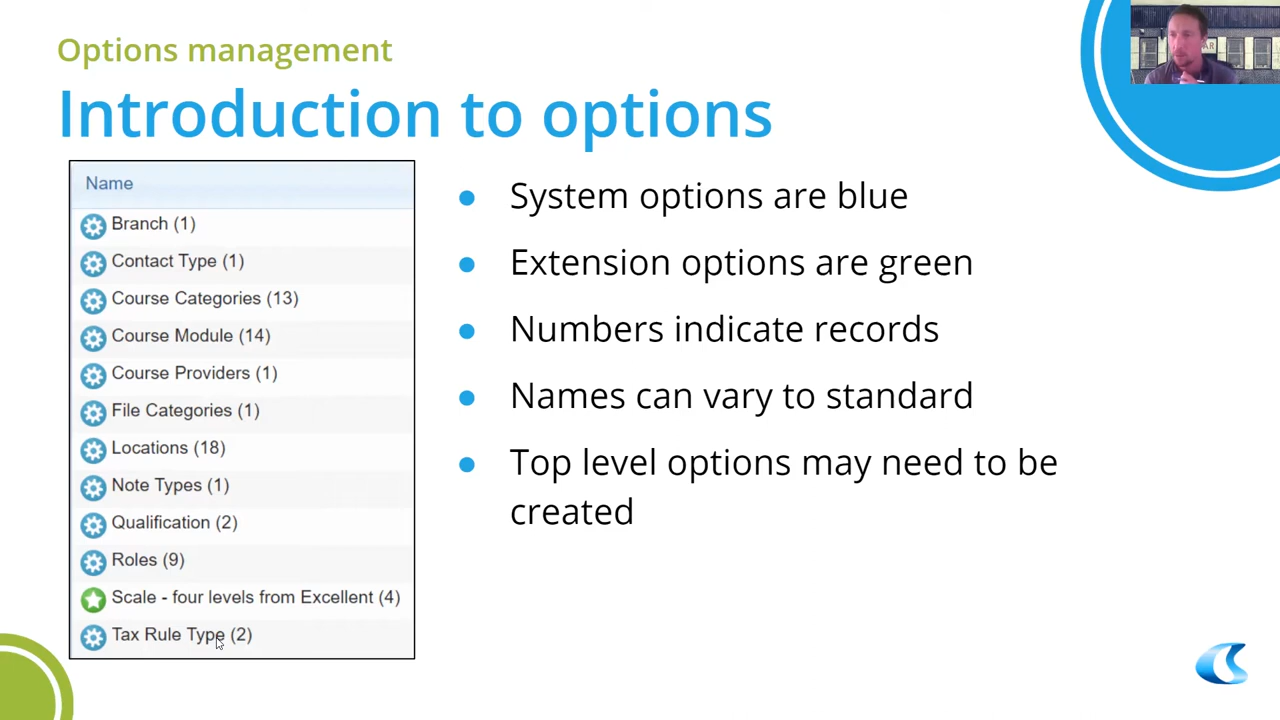 Options management
Introduction to options
Name
Branch (1)
Contact Type (1)
Course Categories (13)
Course Module (14)
Course Providers (1)
File Categories (1)
Locations (18)
Note Types (1)
Qualification (2)
Roles (9)
Scale - four levels from Excellent (4)
Tax Rule Type (2)
System options are blue
Extension options are green
Numbers indicate records
Names can vary to standard
Top level options may need to be
created